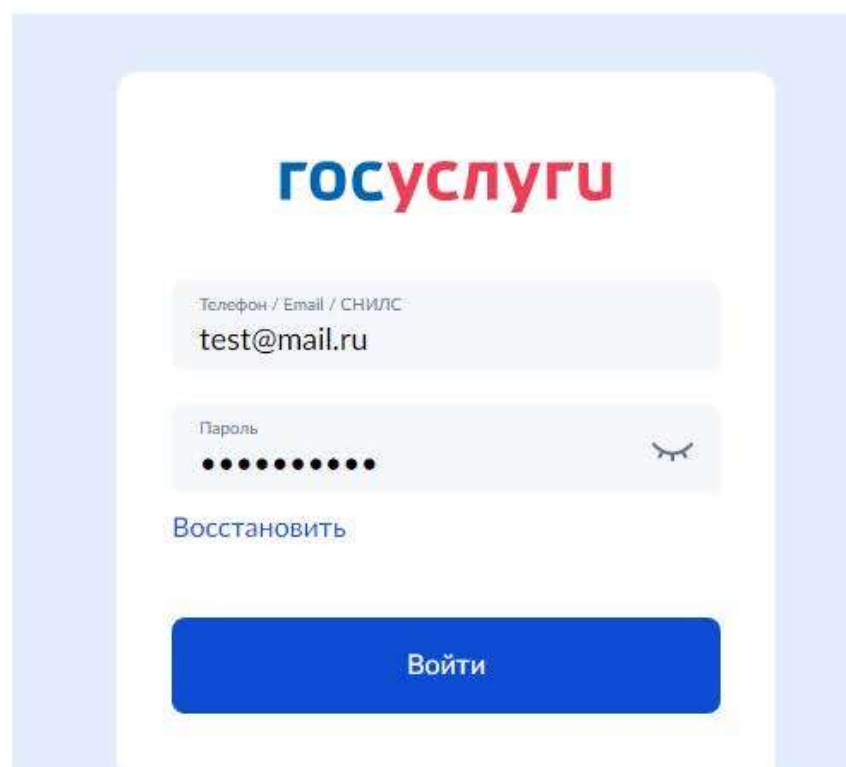 госуслуги
Телефон / Email / СНИЛС
test@mail.ru
Пароль
••••••••••
Восстановить
Войти